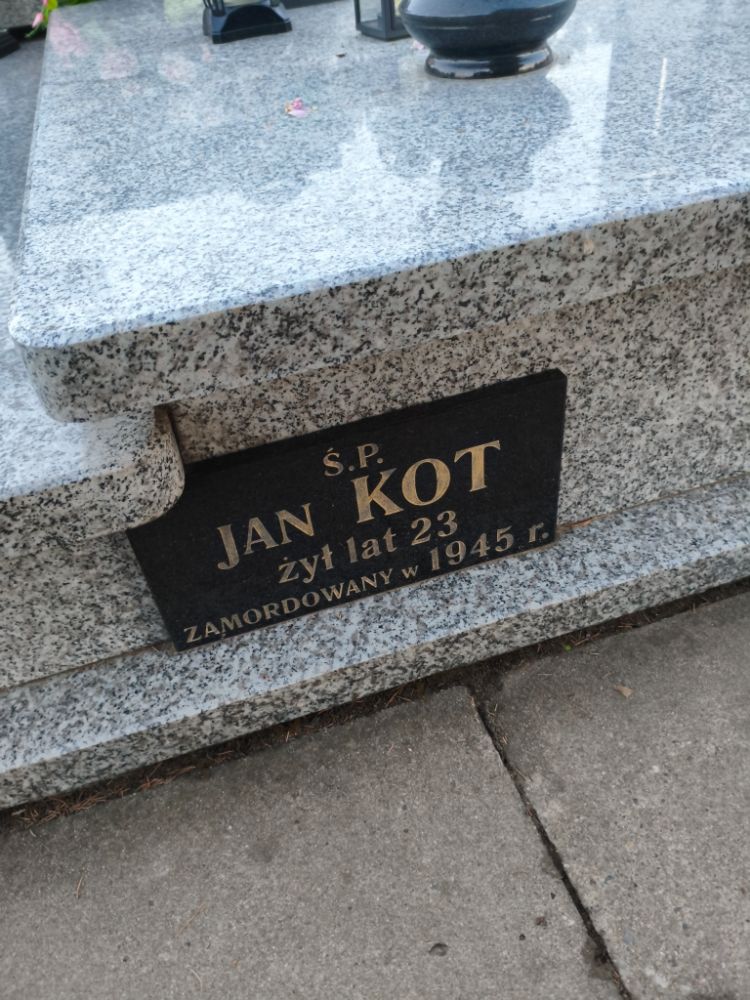 Ś.P.
JAN KOT
żył lat 23
ZAMORDOWANY w 1945 r.